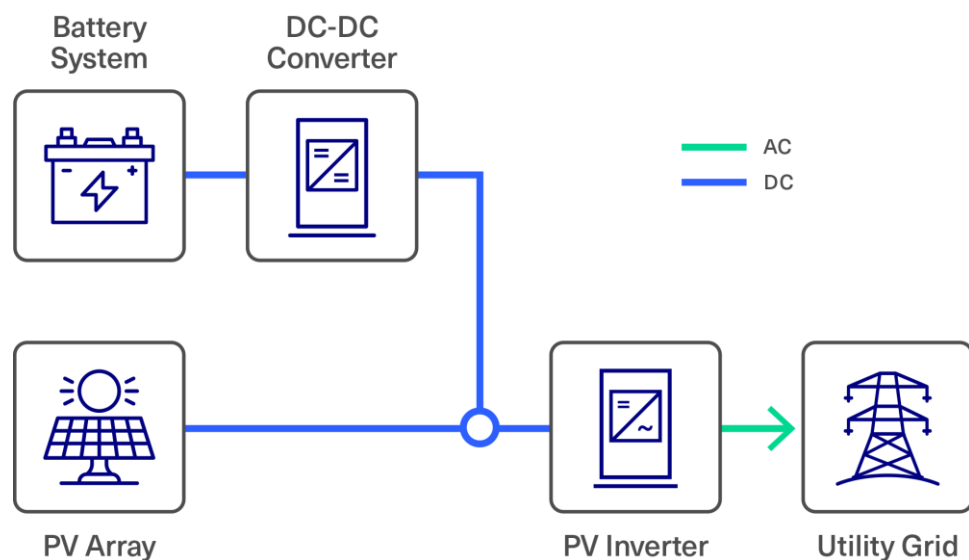 Battery
System
DC-DC
Converter
AC
DC
PV Array
PV Inverter
Utility Grid